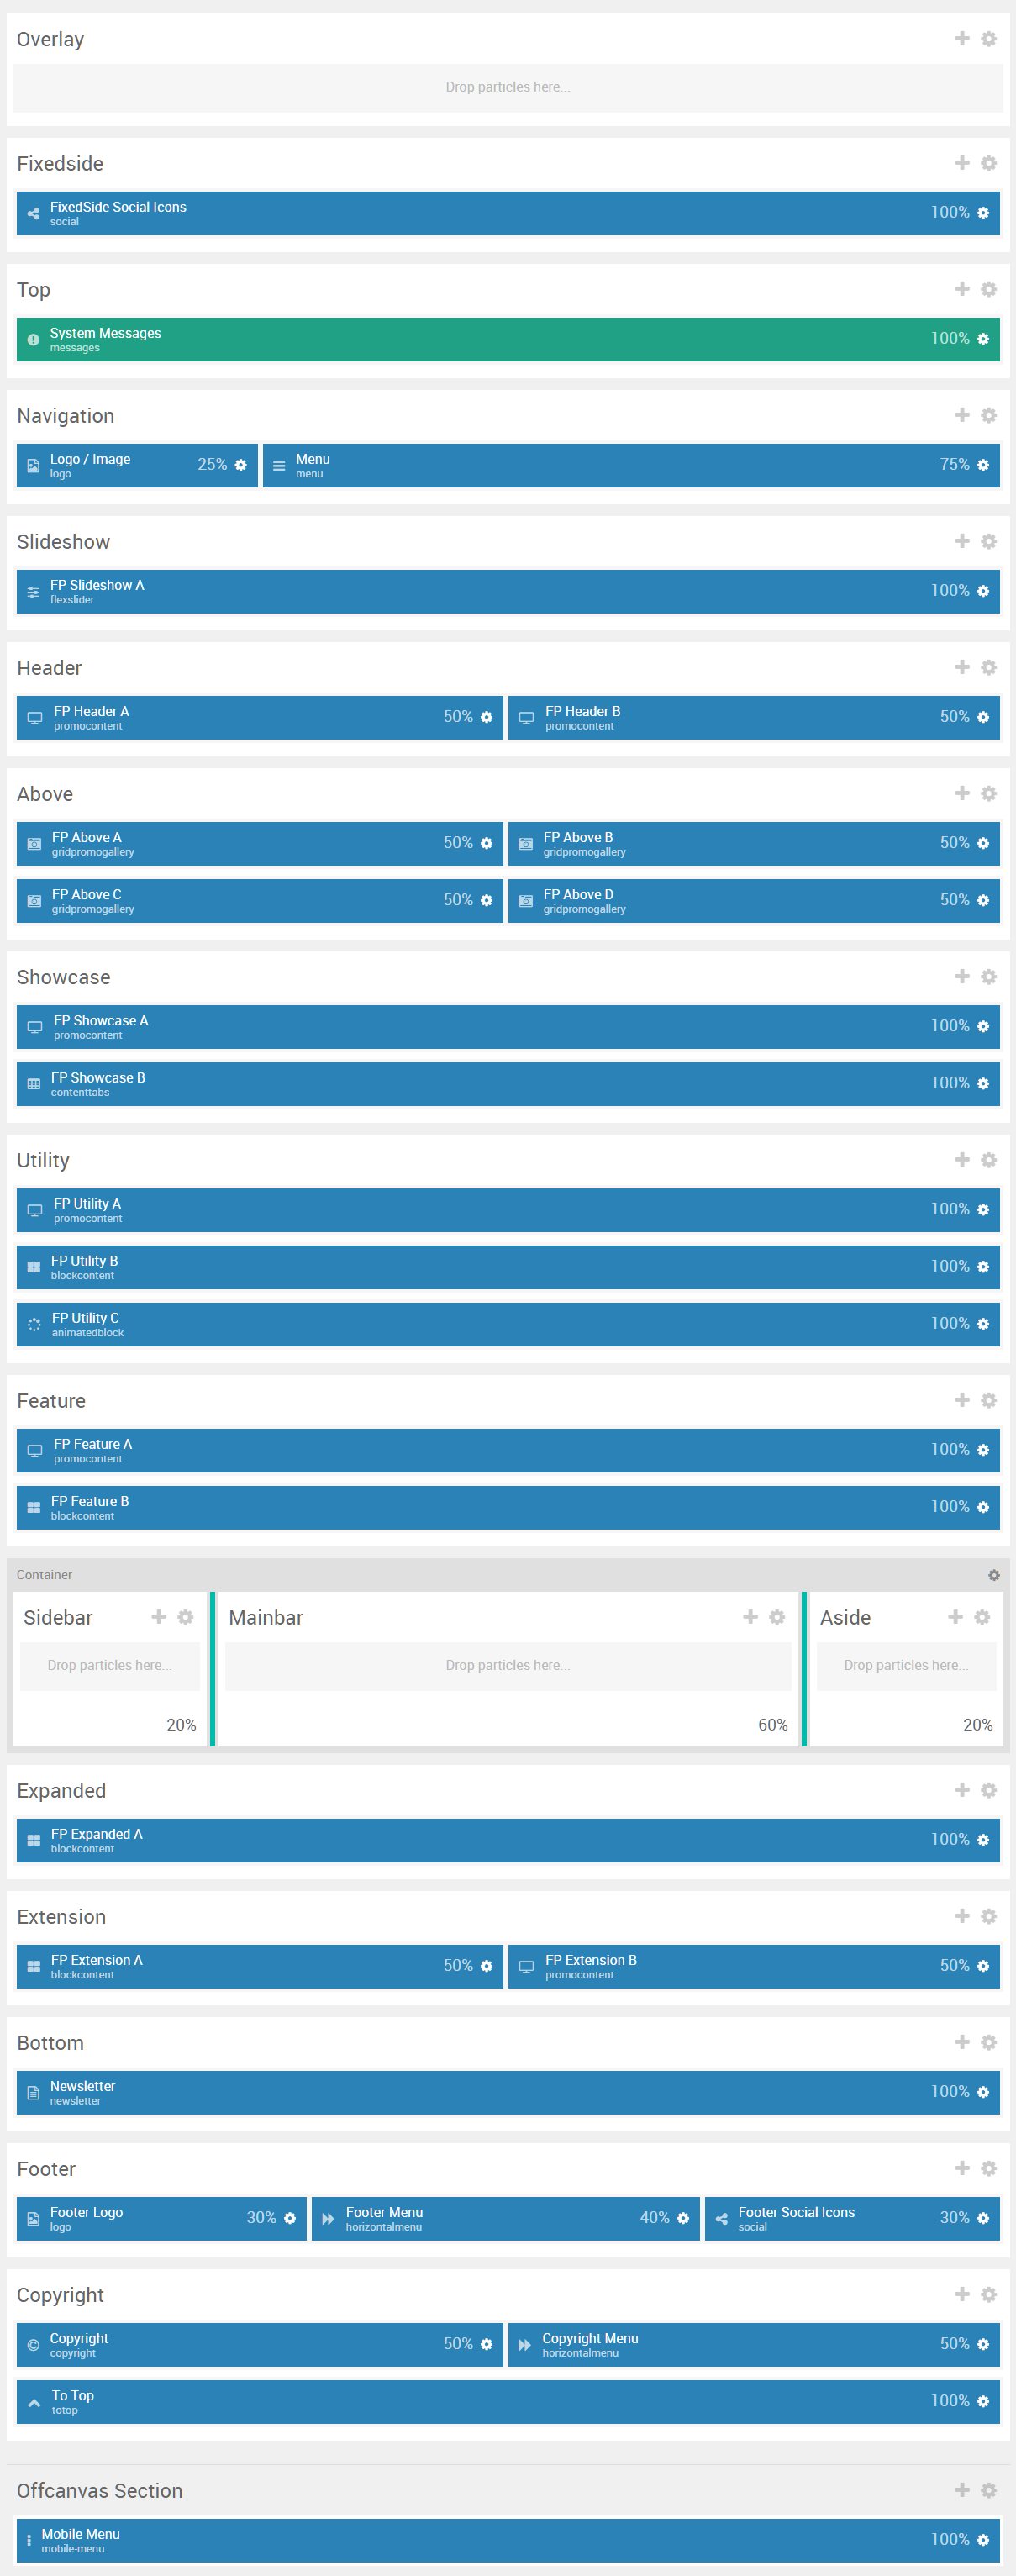 Overlay
Drop particles here...
Fixedside
FixedSide Social Icons
social
100%
Top
System Messages
messages
100%
Navigation
Logo / Image
logo
25%
Menu
menu
75%
Slideshow
FP Slideshow A
flexslider
100%
Header
FP Header A
promocontent
50%
FP Header B
promocontent
50%
Above
FP Above A
gridpromogallery
50%
FP Above B
gridpromogallery
50%
FP Above C
gridpromogallery
50%
FP Above D
gridpromogallery
50%
Showcase
FP Showcase A
promocontent
100%
FP Showcase B
contenttabs
100%
Utility
FP Utility A
promocontent
100%
FP Utility B
blockcontent
100%
FP Utility C
animatedblock
100%
Feature
FP Feature A
promocontent
100%
FP Feature B
blockcontent
100%
Container
Sidebar
Drop particles here...
20%
Mainbar
Drop particles here...
60%
Aside
Drop particles here...
20%
Expanded
FP Expanded A
blockcontent
100%
Extension
FP Extension A
blockcontent
50%
FP Extension B
promocontent
50%
Bottom
Newsletter
newsletter
100%
Footer
Footer Logo
logo
30%
Footer Menu
horizontalmenu
40%
Footer Social Icons
social
30%
Copyright
Copyright
copyright
50%
Copyright Menu
horizontalmenu
50%
To Top
totop
100%
Offcanvas Section
Mobile Menu
mobile-menu
100%